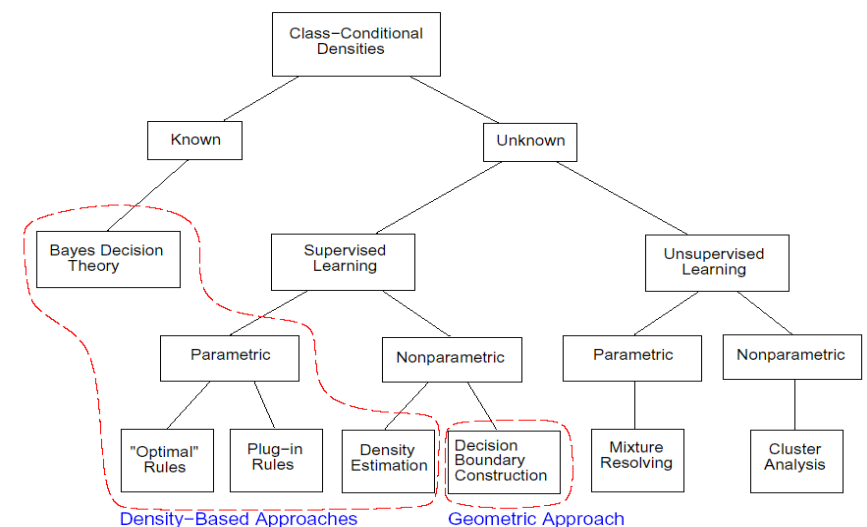 Class−Conditional
Densities
Known
Unknown
Bayes Decision
Theory
Supervised
Learning
Unsupervised
Learning
Parametric
Nonparametric
Parametric
Nonparametric
"Optimal"
Rules
Plug−in
Rules
Density
Estimation
Decision
Boundary
Construction
Mixture
Resolving
Cluster
Analysis
Density−Based Approaches
Geometric Approach